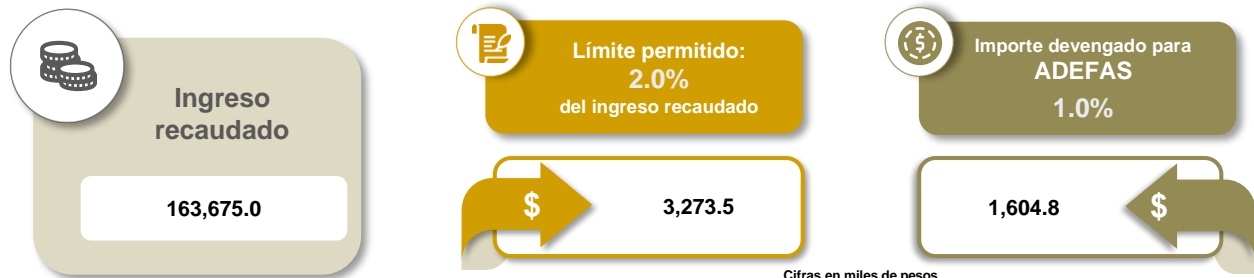 Ingreso
recaudado
163,675.0
Límite permitido:
2.0%
del ingreso recaudado
$
3,273.5
Importe devengado para
ADEFAS
1.0%
1,604.8
$
Cifras en miles de pesos